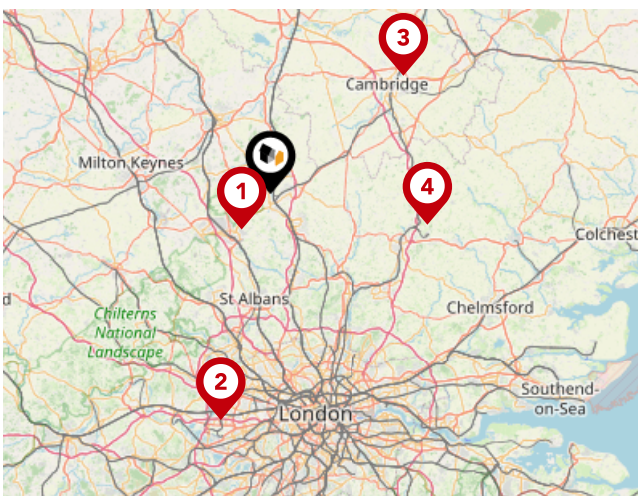 3
Cambridge
Milton Keynes
1
4
Colchest
d
St Albans
Chelmsford
Chilterns
National
Landscape
2
Southend-
on-Sea
London